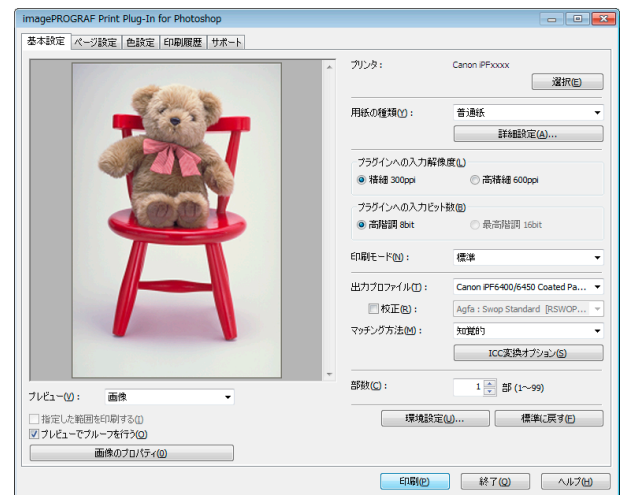 imagePROGRAF Print Plug-In for Photoshop
基本設定 ページ設定 色設定 印刷履歴 サポート
プリンタ： Canon iPFxxxx
選択(E)
用紙の種類(Y)： 普通紙
詳細設定(A)...
プラグインへの入力解像度(L)
積細 300ppi 高積細 600ppi
プラグインへの入力ビット数(B)
高階調 8bit 最高階調 16bit
印刷モード(N)： 標準
出力プロファイル(T)： Canon iPF6400/6450 Coated Pa...
校正(R)： Agfa : Swop Standard [RSWOP...
マッチング方法(M)： 知覚的
ICC変換オプション(S)
部数(C)： 1 部 (1～99)
プレビュー(V)： 画像
指定した範囲を印刷する(I)
プレビューでプルーフを行う(O)
画像のプロパティ(0)
環境設定(U)... 標準に戻す(F)
印刷(P) 終了(Q) ヘルプ(H)